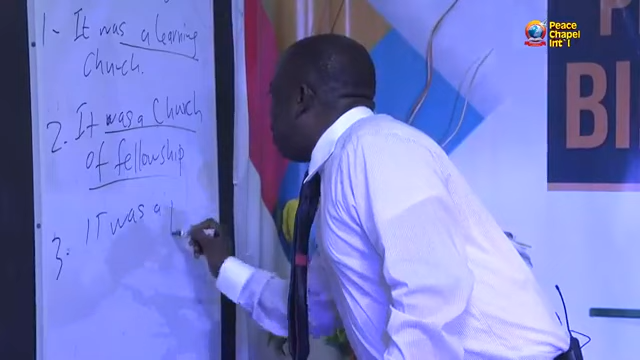 1- It was a learning
Church.
2. It was a Church
of fellowship
3. IT was a
Peace
Chapel
Int'l
BI